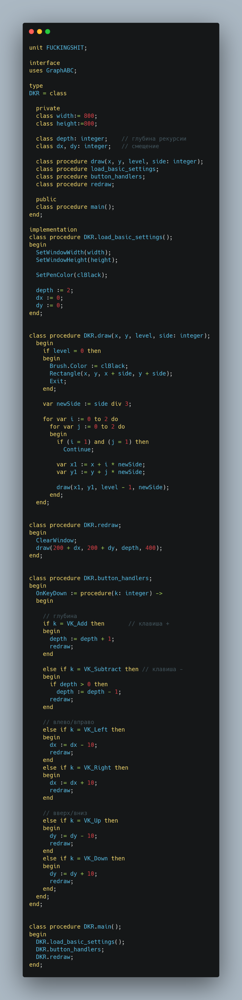 unit FUCKINGSHIT;
interface
uses GraphABC;
type
DKR = class
private
class width:= 800;
class height:=800;
class depth: integer;    // глубина рекурсии
class dx, dy: integer;   // смещение
class procedure draw(x, y, level, side: integer);
class procedure load_basic_settings;
class procedure button_handlers;
class procedure redraw;
public
class procedure main();
end;
implementation
class procedure DKR.load_basic_settings();
begin
SetWindowWidth(width);
SetWindowHeight(height);
SetPenColor(clBlack);
depth := 2;
dx := 0;
dy := 0;
end;
class procedure DKR.draw(x, y, level, side: integer);
begin
if level = 0 then
begin
Brush.Color := clBlack;
Rectangle(x, y, x + side, y + side);
Exit;
end;
var newSide := side div 3;
for var i := 0 to 2 do
for var j := 0 to 2 do
begin
if (i = 1) and (j = 1) then
Continue;
var x1 := x + i * newSide;
var y1 := y + j * newSide;
draw(x1, y1, level - 1, newSide);
end;
end;
class procedure DKR.redraw;
begin
ClearWindow;
draw(200 + dx, 200 + dy, depth, 400);
end;
class procedure DKR.button_handlers;
begin
OnKeyDown := procedure(k: integer) ->
begin
// глубина
if k = VK_Add then       // клавиша +
begin
depth := depth + 1;
redraw;
end
else if k = VK_Subtract then // клавиша -
begin
if depth > 0 then
depth := depth - 1;
redraw;
end
// влево/вправо
else if k = VK_Left then
begin
dx := dx - 10;
redraw;
end
else if k = VK_Right then
begin
dx := dx + 10;
redraw;
end
// вверх/вниз
else if k = VK_Up then
begin
dy := dy - 10;
redraw;
end
else if k = VK_Down then
begin
dy := dy + 10;
redraw;
end;
end;
end;
class procedure DKR.main();
begin
DKR.load_basic_settings();
DKR.button_handlers;
DKR.redraw;
end;